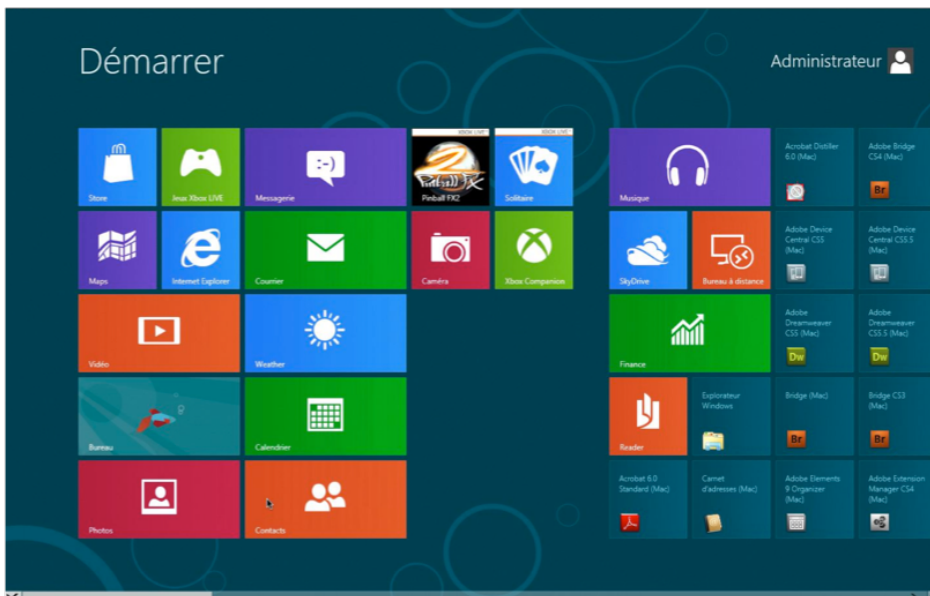 Démarrer
Administrateur
XBOX LIVE
XBOX LIVE
Store
Jeux Xbox LIVE
Messagerie
2
Pinball FX
Pinball FX2
Solitaire
Musique
Acrobat Distiller
6.0 (Mac)
Adobe Bridge
CS4 (Mac)
Br
Maps
Internet Explorer
Courrier
Caméra
Xbox Companion
SkyDrive
Bureau à distance
Adobe Device
Central CS5
(Mac)
Adobe Device
Central CS5.5
(Mac)
Vidéo
Weather
Finance
Adobe
Dreamweaver
CS5 (Mac)
Dw
Adobe
Dreamweaver
CS5.5 (Mac)
Dw
Bureau
Calendrier
Reader
Explorateur
Windows
Bridge (Mac)
Br
Bridge CS3
(Mac)
Br
Photos
Contacts
Acrobat 6.0
Standard (Mac)
Carnet
d'adresses (Mac)
Adobe Elements
9 Organizer
(Mac)
Adobe Extension
Manager CS4
(Mac)